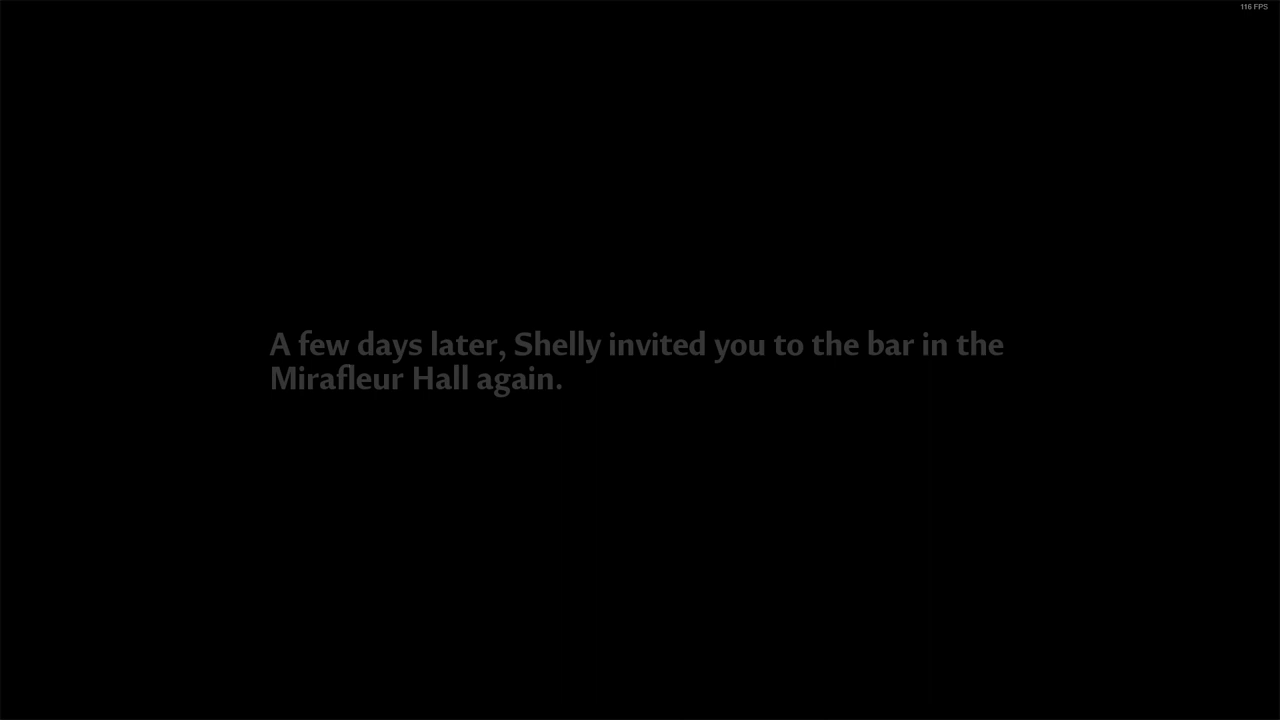 116 FPS
A few days later, Shelly invited you to the bar in the
Mirafleur Hall again.